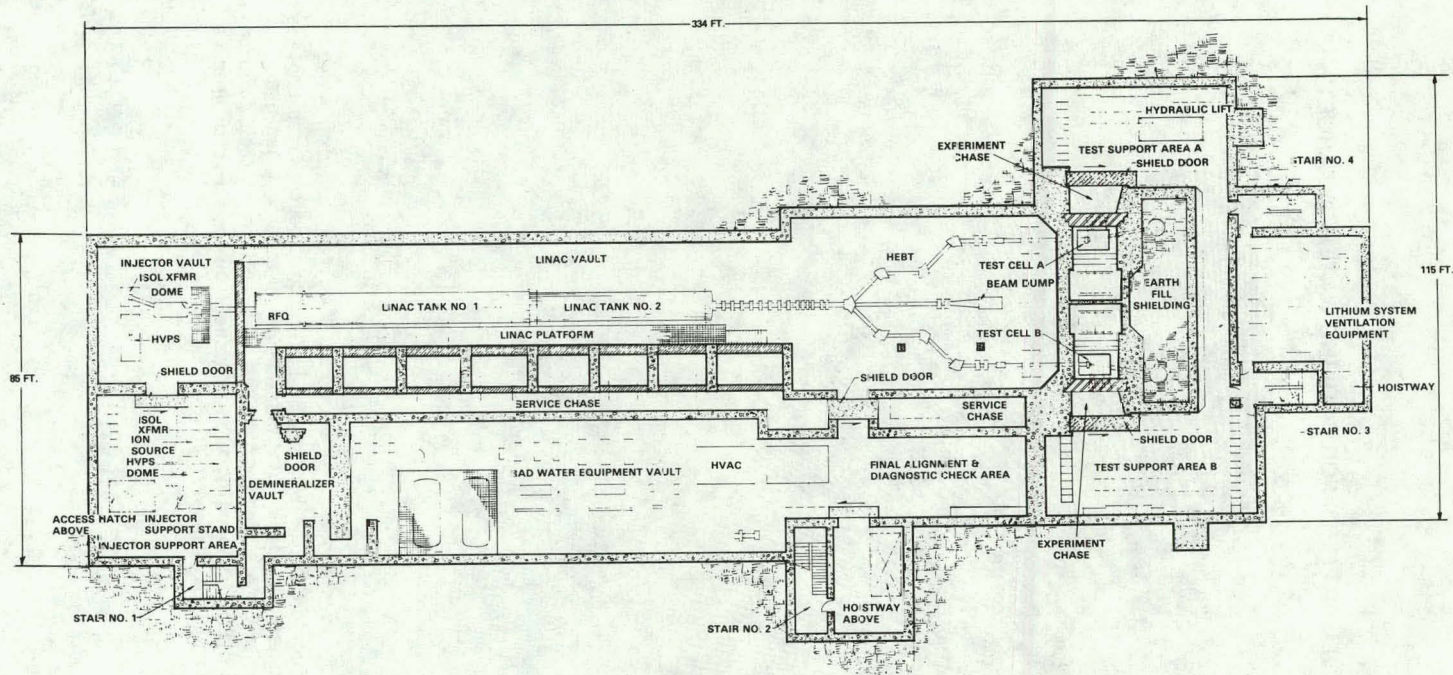 334 FT.
HYDRAULIC LIFT
TEST SUPPORT AREA A
SHIELD DOOR
EXPERIMENT
CHASE
STAIR NO. 4
INJECTOR VAULT
ISOL XFMR
DOME
HVPS
LINAC VAULT
HEBT
TEST CELL A
BEAM DUMP
EARTH
FILL
SHIELDING
115 FT.
RFQ
LINAC TANK NO. 1
LINAC TANK NO. 2
LINAC PLATFORM
TEST CELL B
LITHIUM SYSTEM
VENTILATION
EQUIPMENT
85 FT.
SHIELD DOOR
SHIELD DOOR
HOISTWAY
SERVICE CHASE
SERVICE
CHASE
ISOL
XFMR
ION
SOURCE
HVPS
DOME
SHIELD
DOOR
DEMINERALIZER
VAULT
RAD WATER EQUIPMENT VAULT
HVAC
FINAL ALIGNMENT &
DIAGNOSTIC CHECK AREA
SHIELD DOOR
STAIR NO. 3
TEST SUPPORT AREA B
ACCESS HATCH
ABOVE
INJECTOR
SUPPORT STAND
INJECTOR SUPPORT AREA
EXPERIMENT
CHASE
STAIR NO. 1
STAIR NO. 2
HOISTWAY
ABOVE